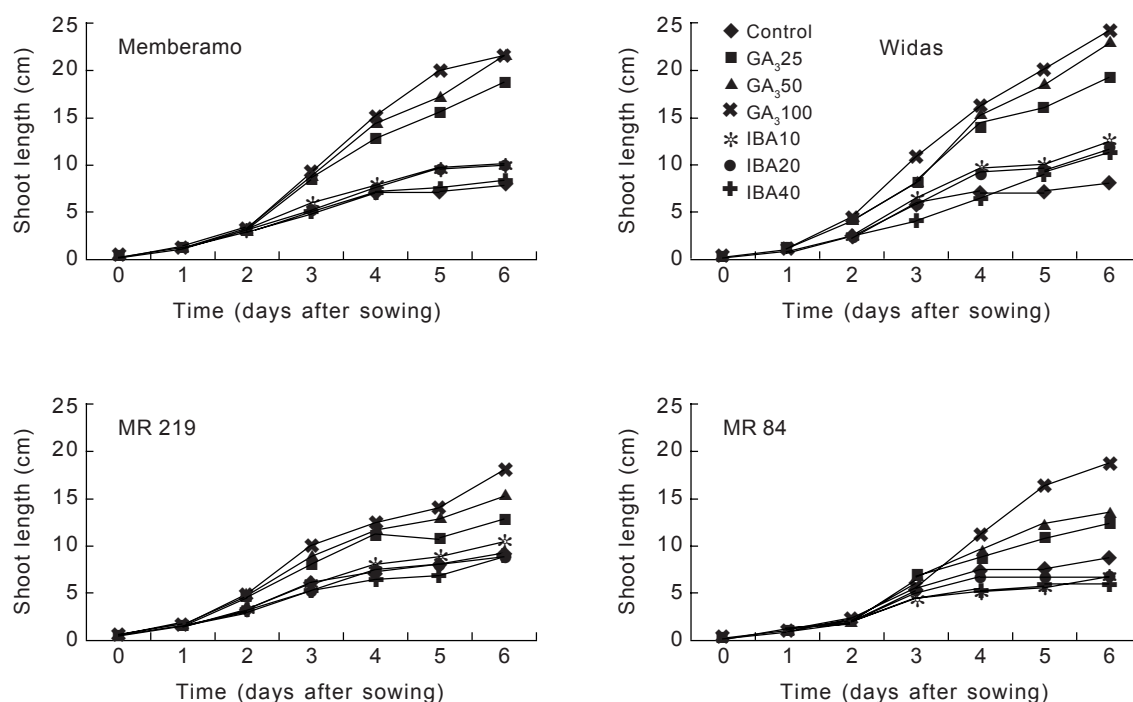 Memberamo
Shoot length (cm)
25
20
15
10
5
0
0 1 2 3 4 5 6
Time (days after sowing)
Widas
Control
GA₃25
GA₃50
GA₃100
IBA10
IBA20
IBA40
Shoot length (cm)
25
20
15
10
5
0
0 1 2 3 4 5 6
Time (days after sowing)
MR 219
Shoot length (cm)
25
20
15
10
5
0
0 1 2 3 4 5 6
Time (days after sowing)
MR 84
Shoot length (cm)
25
20
15
10
5
0
0 1 2 3 4 5 6
Time (days after sowing)